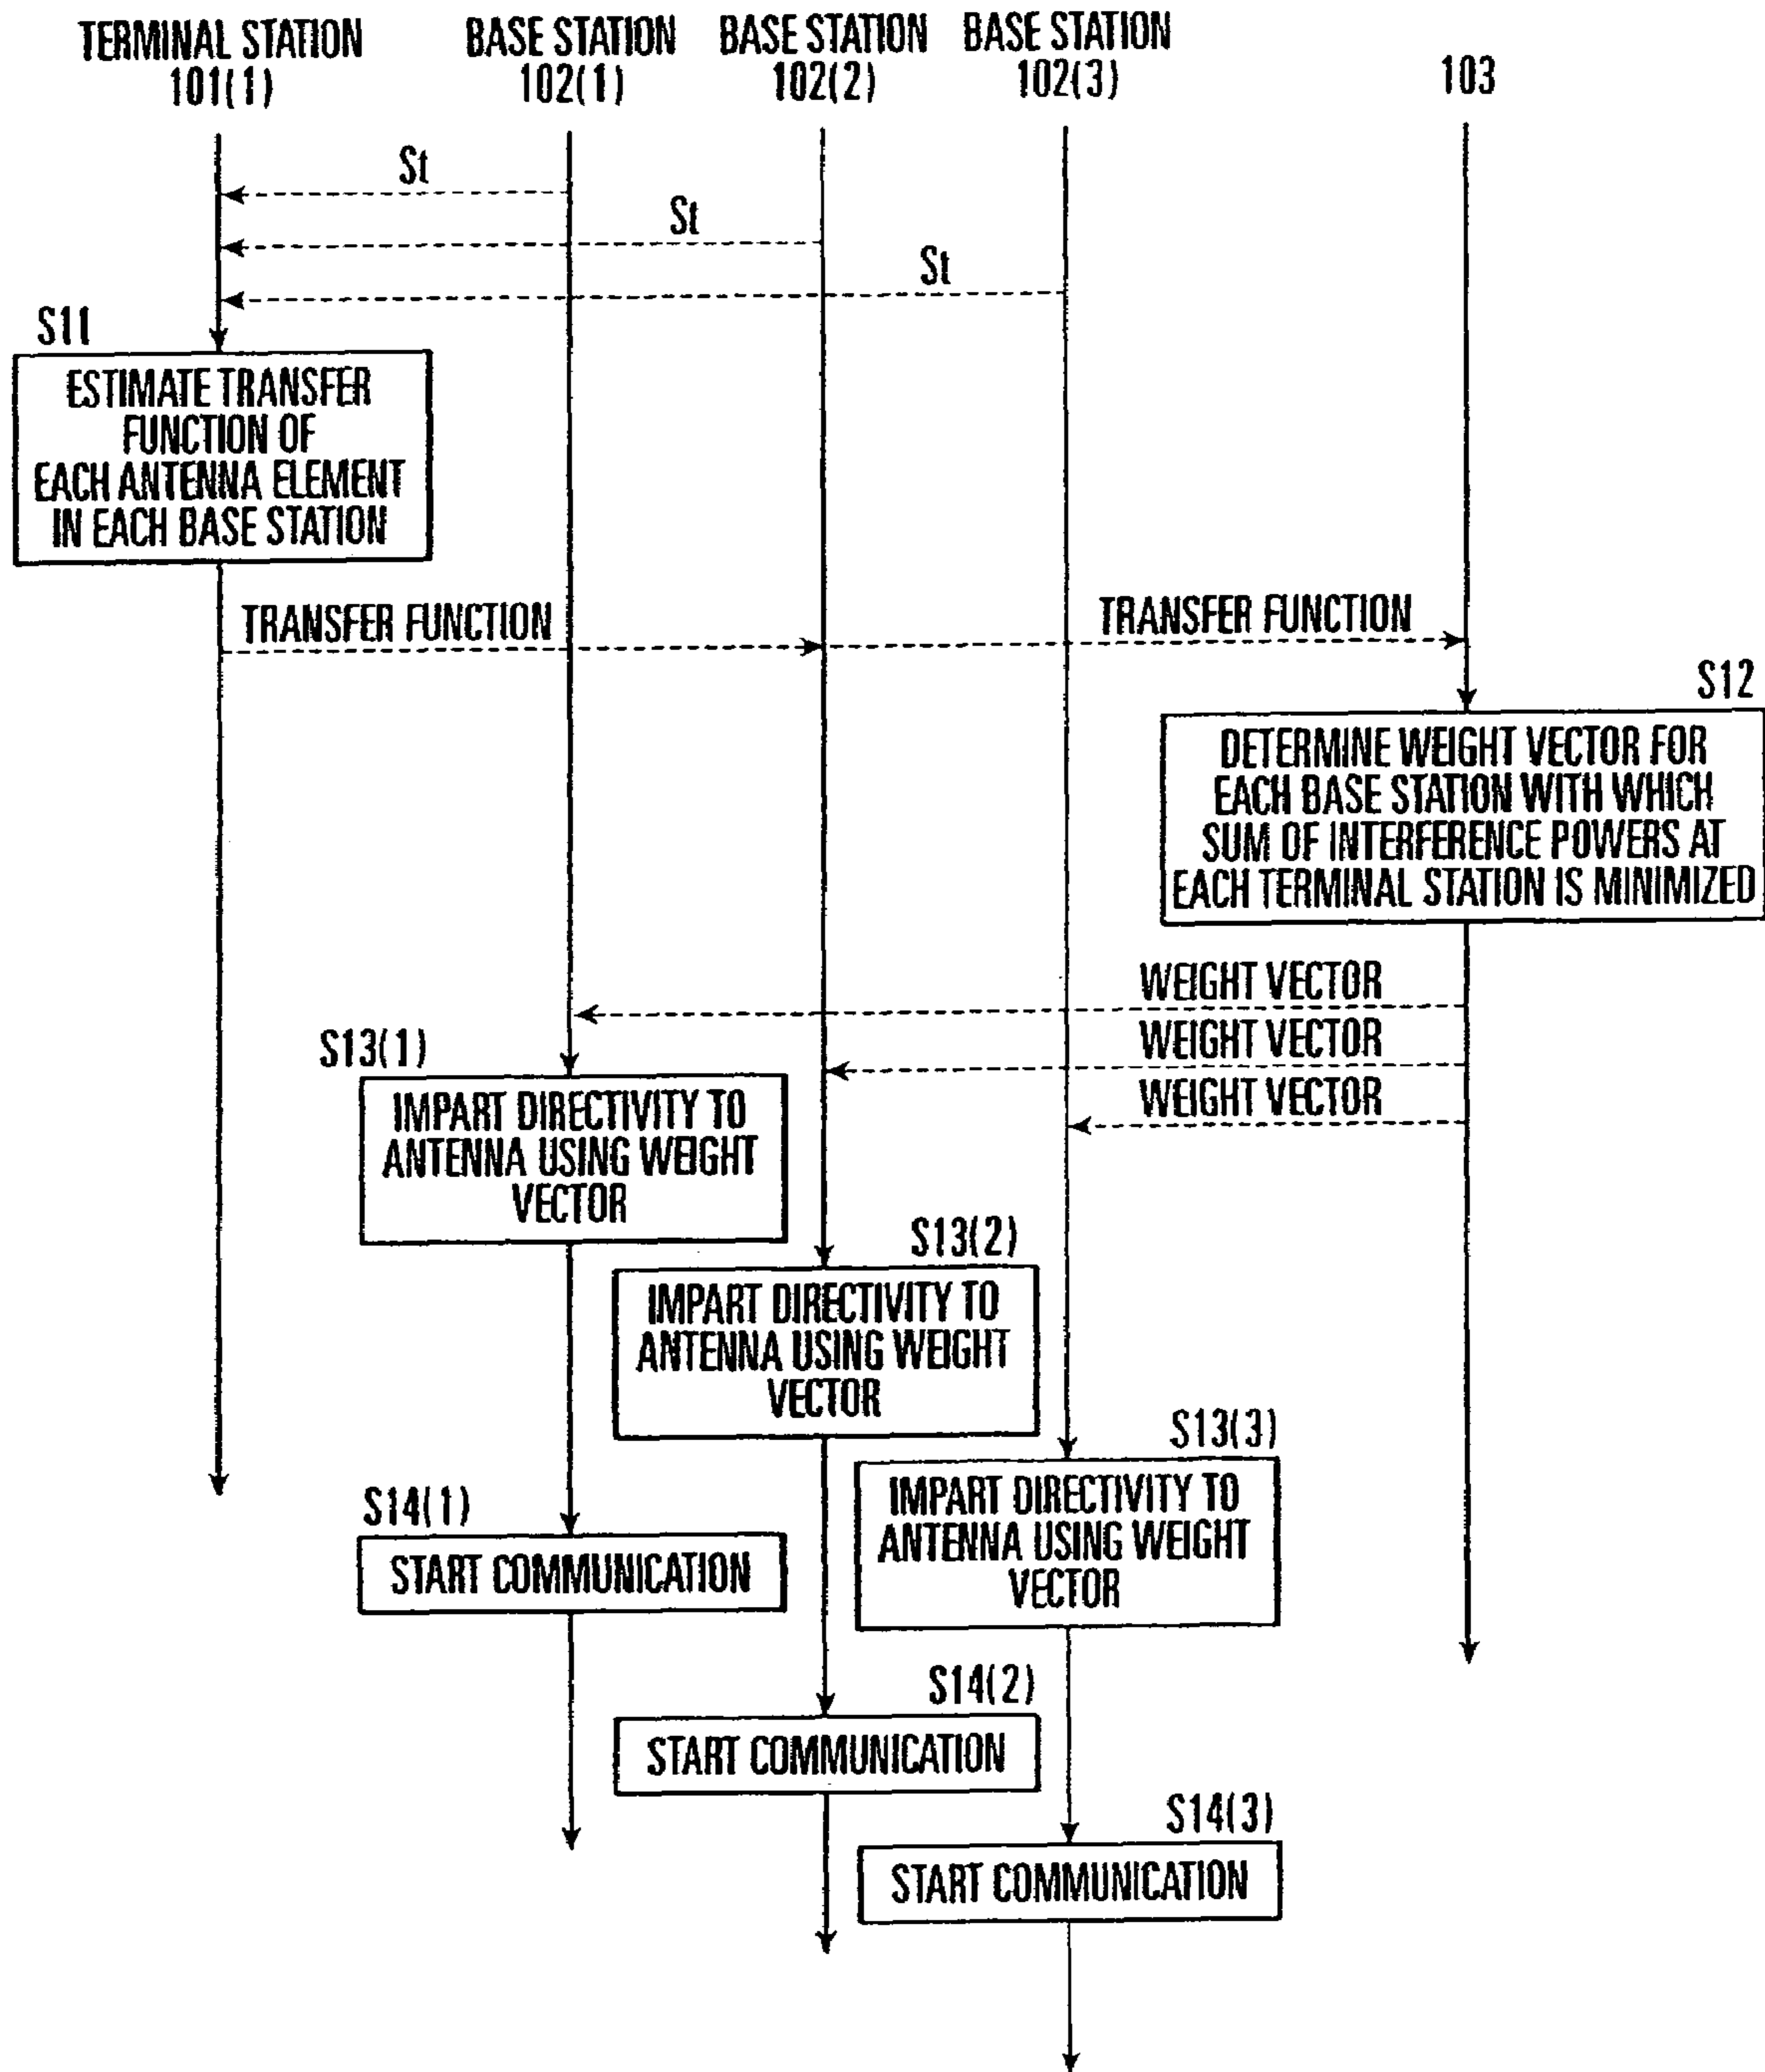 TERMINAL STATION
101(1)
BASE STATION
102(1)
BASE STATION
102(2)
BASE STATION
102(3)
103
St
St
St
S11
ESTIMATE TRANSFER
FUNCTION OF
EACH ANTENNA ELEMENT
IN EACH BASE STATION
TRANSFER FUNCTION
TRANSFER FUNCTION
S12
DETERMINE WEIGHT VECTOR FOR
EACH BASE STATION WITH WHICH
SUM OF INTERFERENCE POWERS AT
EACH TERMINAL STATION IS MINIMIZED
WEIGHT VECTOR
WEIGHT VECTOR
WEIGHT VECTOR
S13(1)
IMPART DIRECTIVITY TO
ANTENNA USING WEIGHT
VECTOR
S13(2)
IMPART DIRECTIVITY TO
ANTENNA USING WEIGHT
VECTOR
S13(3)
IMPART DIRECTIVITY TO
ANTENNA USING WEIGHT
VECTOR
S14(1)
START COMMUNICATION
S14(2)
START COMMUNICATION
S14(3)
START COMMUNICATION